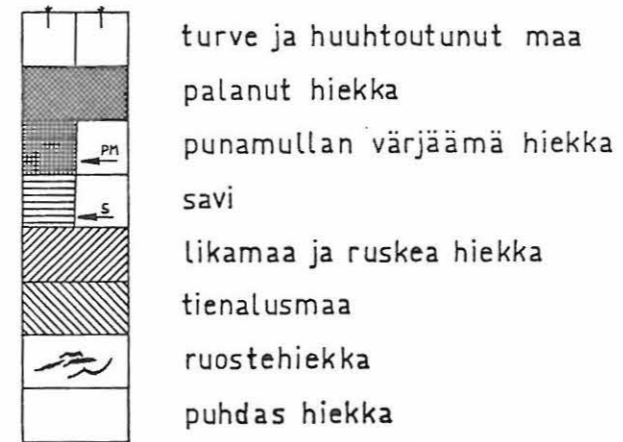 turve ja huuhtoutunut maa
palanut hiekka
PM punamullan värjäämä hiekka
S savi
likamaa ja ruskea hiekka
tienalusmaa
ruostehiekka
puhdas hiekka